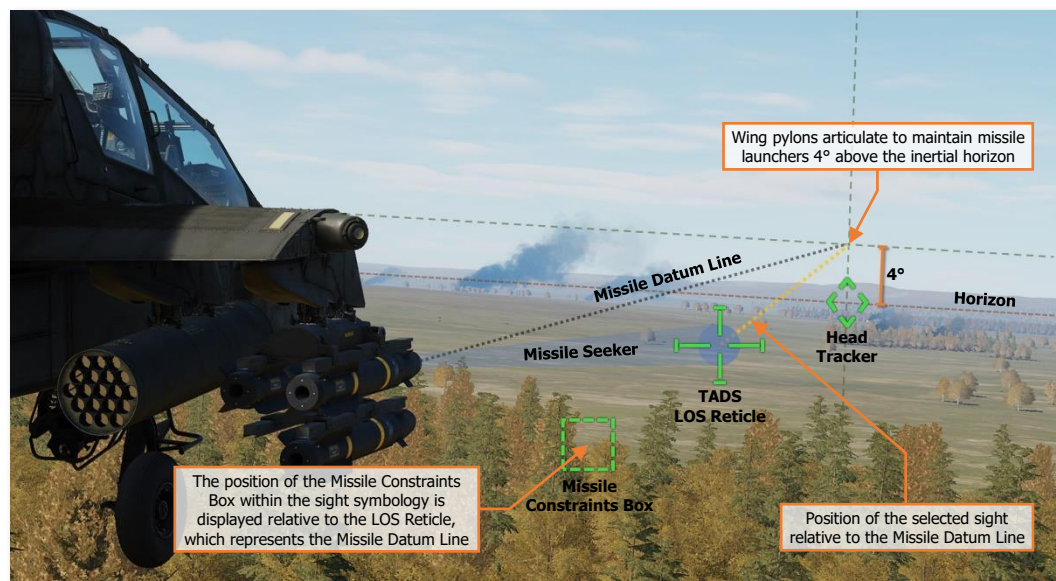 Wing pylons articulate to maintain missile
launchers 4° above the inertial horizon
4°
Missile Datum Line
Horizon
Missile Seeker
Head
Tracker
TADS
LOS Reticle
The position of the Missile Constraints
Box within the sight symbology is
displayed relative to the LOS Reticle,
which represents the Missile Datum Line
Missile
Constraints Box
Position of the selected sight
relative to the Missile Datum Line